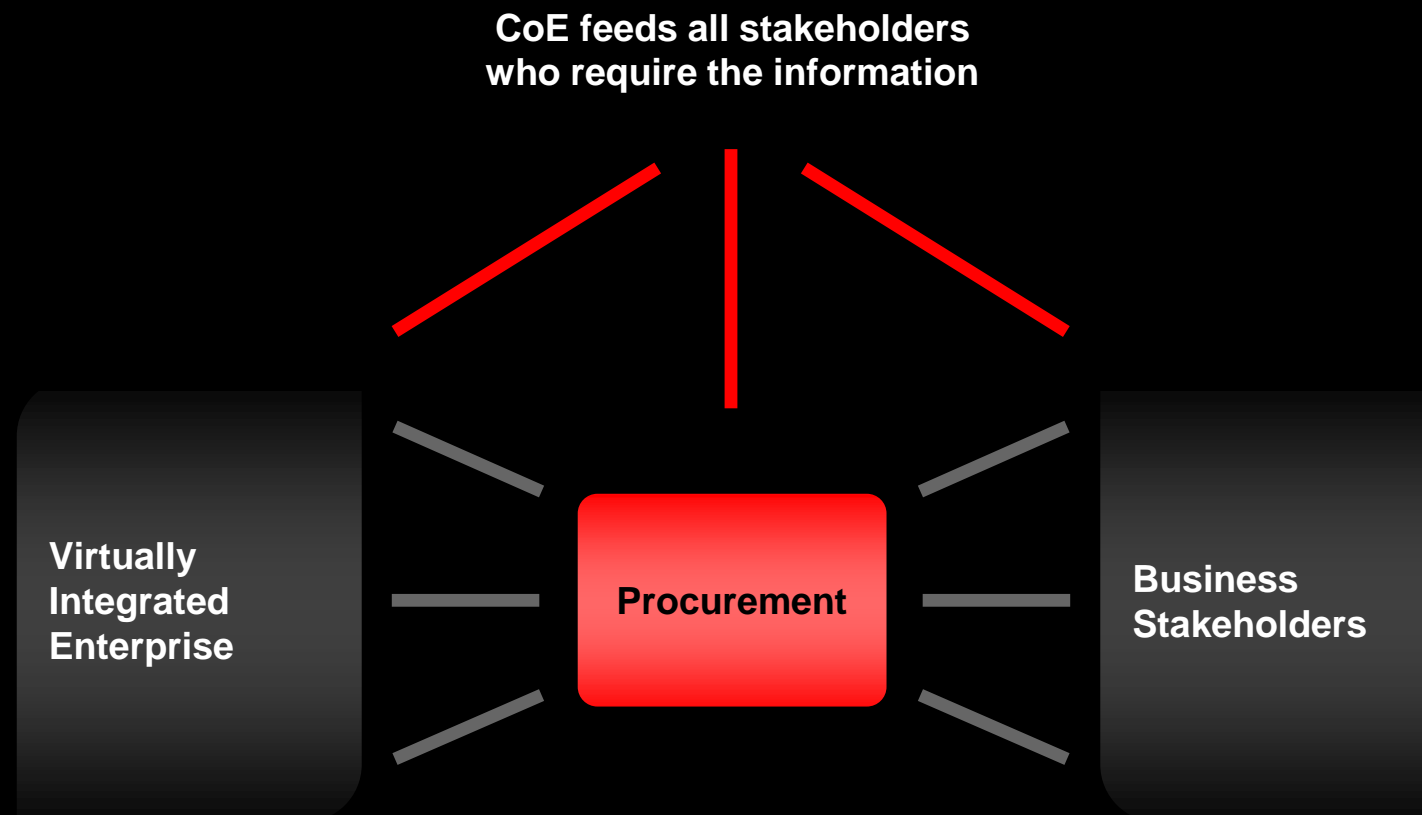 CoE feeds all stakeholders
who require the information
Virtually
Integrated
Enterprise
Procurement
Business
Stakeholders